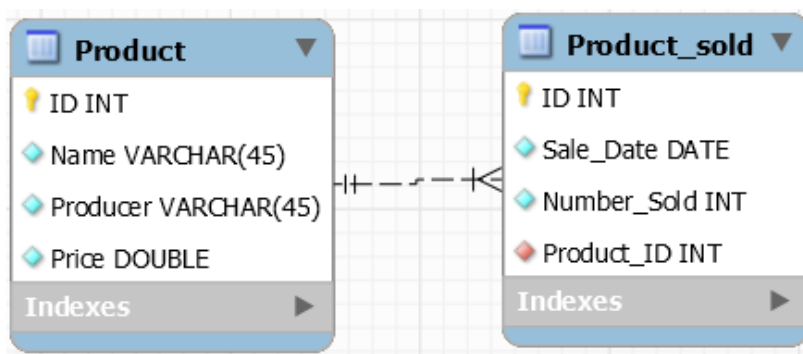 Product
ID INT
Name VARCHAR(45)
Producer VARCHAR(45)
Price DOUBLE
Indexes
Product_sold
ID INT
Sale_Date DATE
Number_Sold INT
Product_ID INT
Indexes